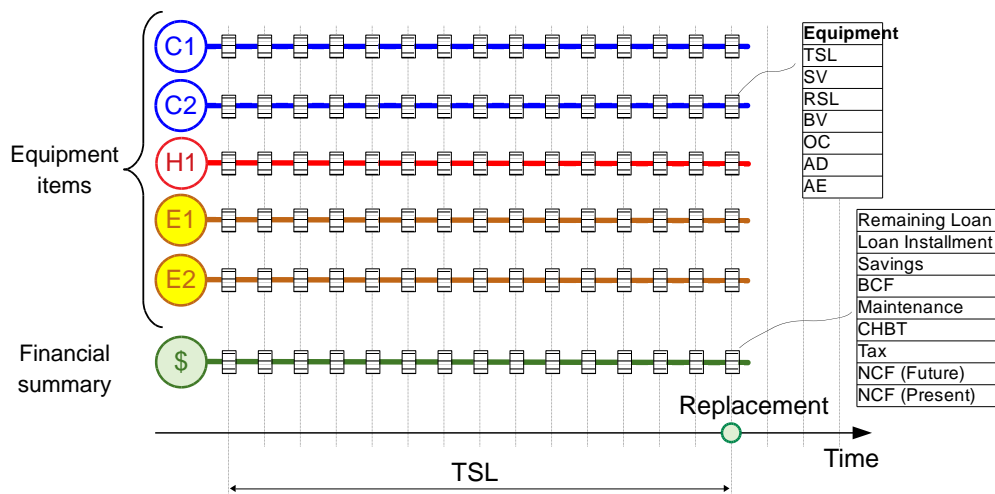 C1
C2
H1
E1
E2
$
Equipment
items
Financial
summary
Equipment
TSL
SV
RSL
BV
OC
AD
AE
Remaining Loan
Loan Installment
Savings
BCF
Maintenance
CHBT
Tax
NCF (Future)
NCF (Present)
Replacement
Time
TSL